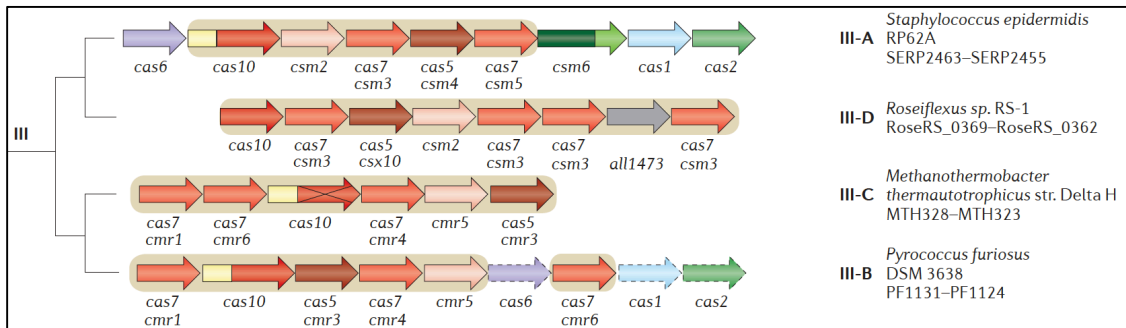 cas6 cas10 csm2 cas7 cas5 cas7 csm6 cas1 cas2
csm3 csm4 csm5
III-A
Staphylococcus epidermidis
RP62A
SERP2463–SERP2455
III
cas10 cas7 cas5 csm2 cas7 cas7 all1473 cas7
csm3 csx10 csm3 csm3 csm3
III-D
Roseiflexus sp. RS-1
RoseRS_0369–RoseRS_0362
cas7 cas7 cas10 cas7 cmr5 cas5
cmr1 cmr6 cmr4 cmr3
III-C
Methanothermobacter
thermautotrophicus str. Delta H
MTH328–MTH323
cas7 cas10 cas5 cas7 cmr5 cas6 cas7 cas1 cas2
cmr1 cmr3 cmr4 cmr6
III-B
Pyrococcus furiosus
DSM 3638
PF1131–PF1124